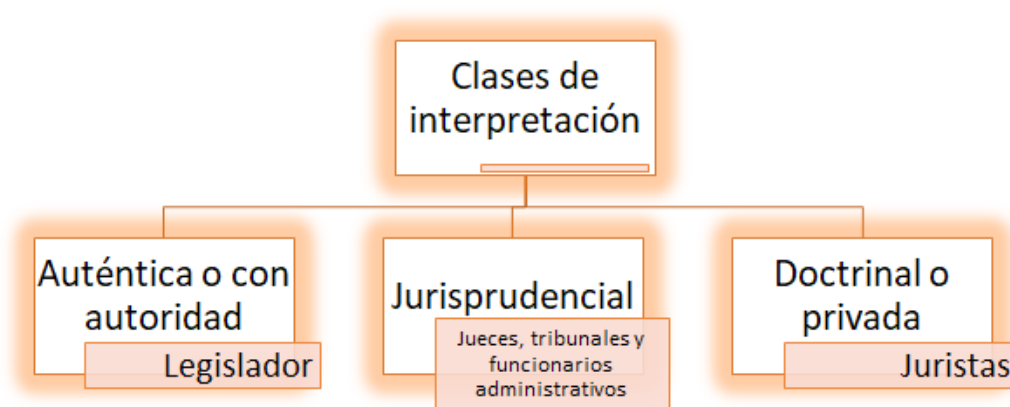 Clases de
interpretación
Auténtica o con
autoridad
Legislador
Jurisprudencial
Jueces, tribunales y
funcionarios
administrativos
Doctrinal o
privada
Juristas